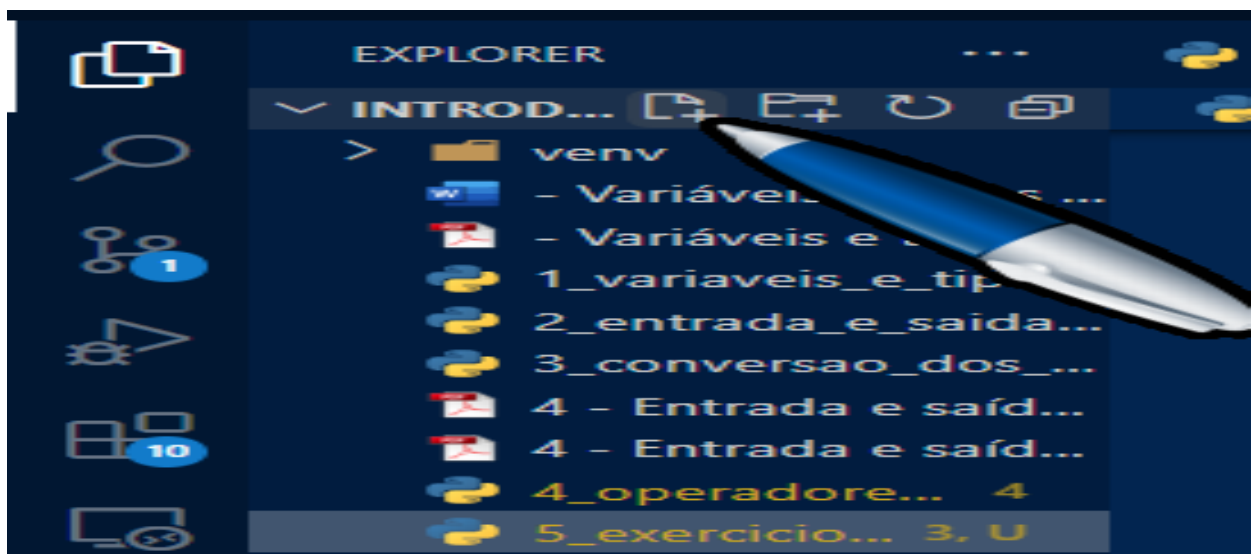 EXPLORER ...
INTROD...
venv
- Variáveis ...
- Variáveis e
1_variaveis_e_tip
1
2_entrada_e_saida...
3_conversao_dos_...
4 - Entrada e saíd...
4 - Entrada e saíd...
10
4_operadore... 4
5_exercicio... 3, U